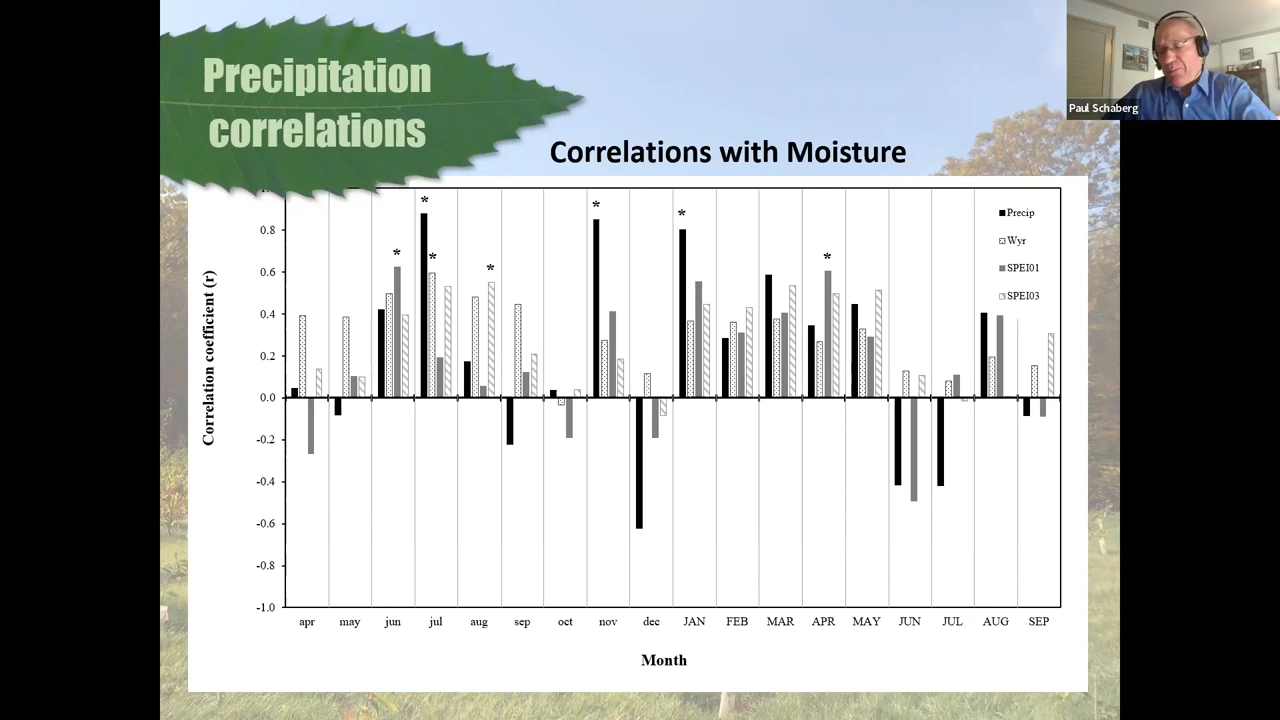 Precipitation
correlations
Paul Schaberg
Correlations with Moisture
Correlation coefficient (r)
0.8
0.6
0.4
0.2
0.0
-0.2
-0.4
-0.6
-0.8
-1.0
* * * * * * * *
Precip
Wyr
SPEI01
SPEI03
apr may jun jul aug sep oct nov dec JAN FEB MAR APR MAY JUN JUL AUG SEP
Month